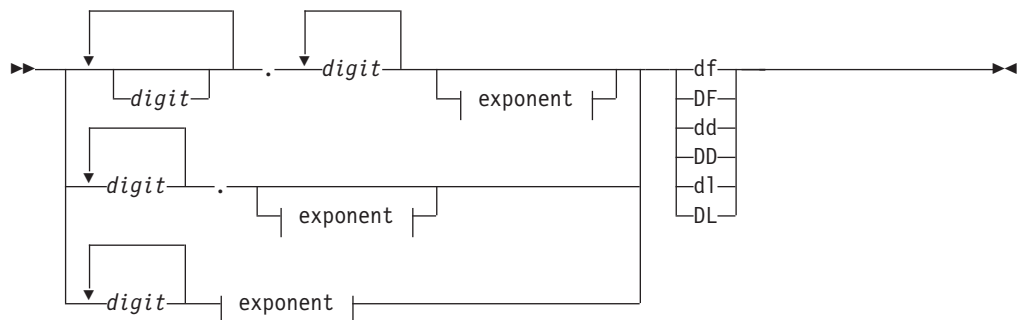 . digit df
digit exponent DF
dd
DD
digit . dl
exponent DL
digit exponent